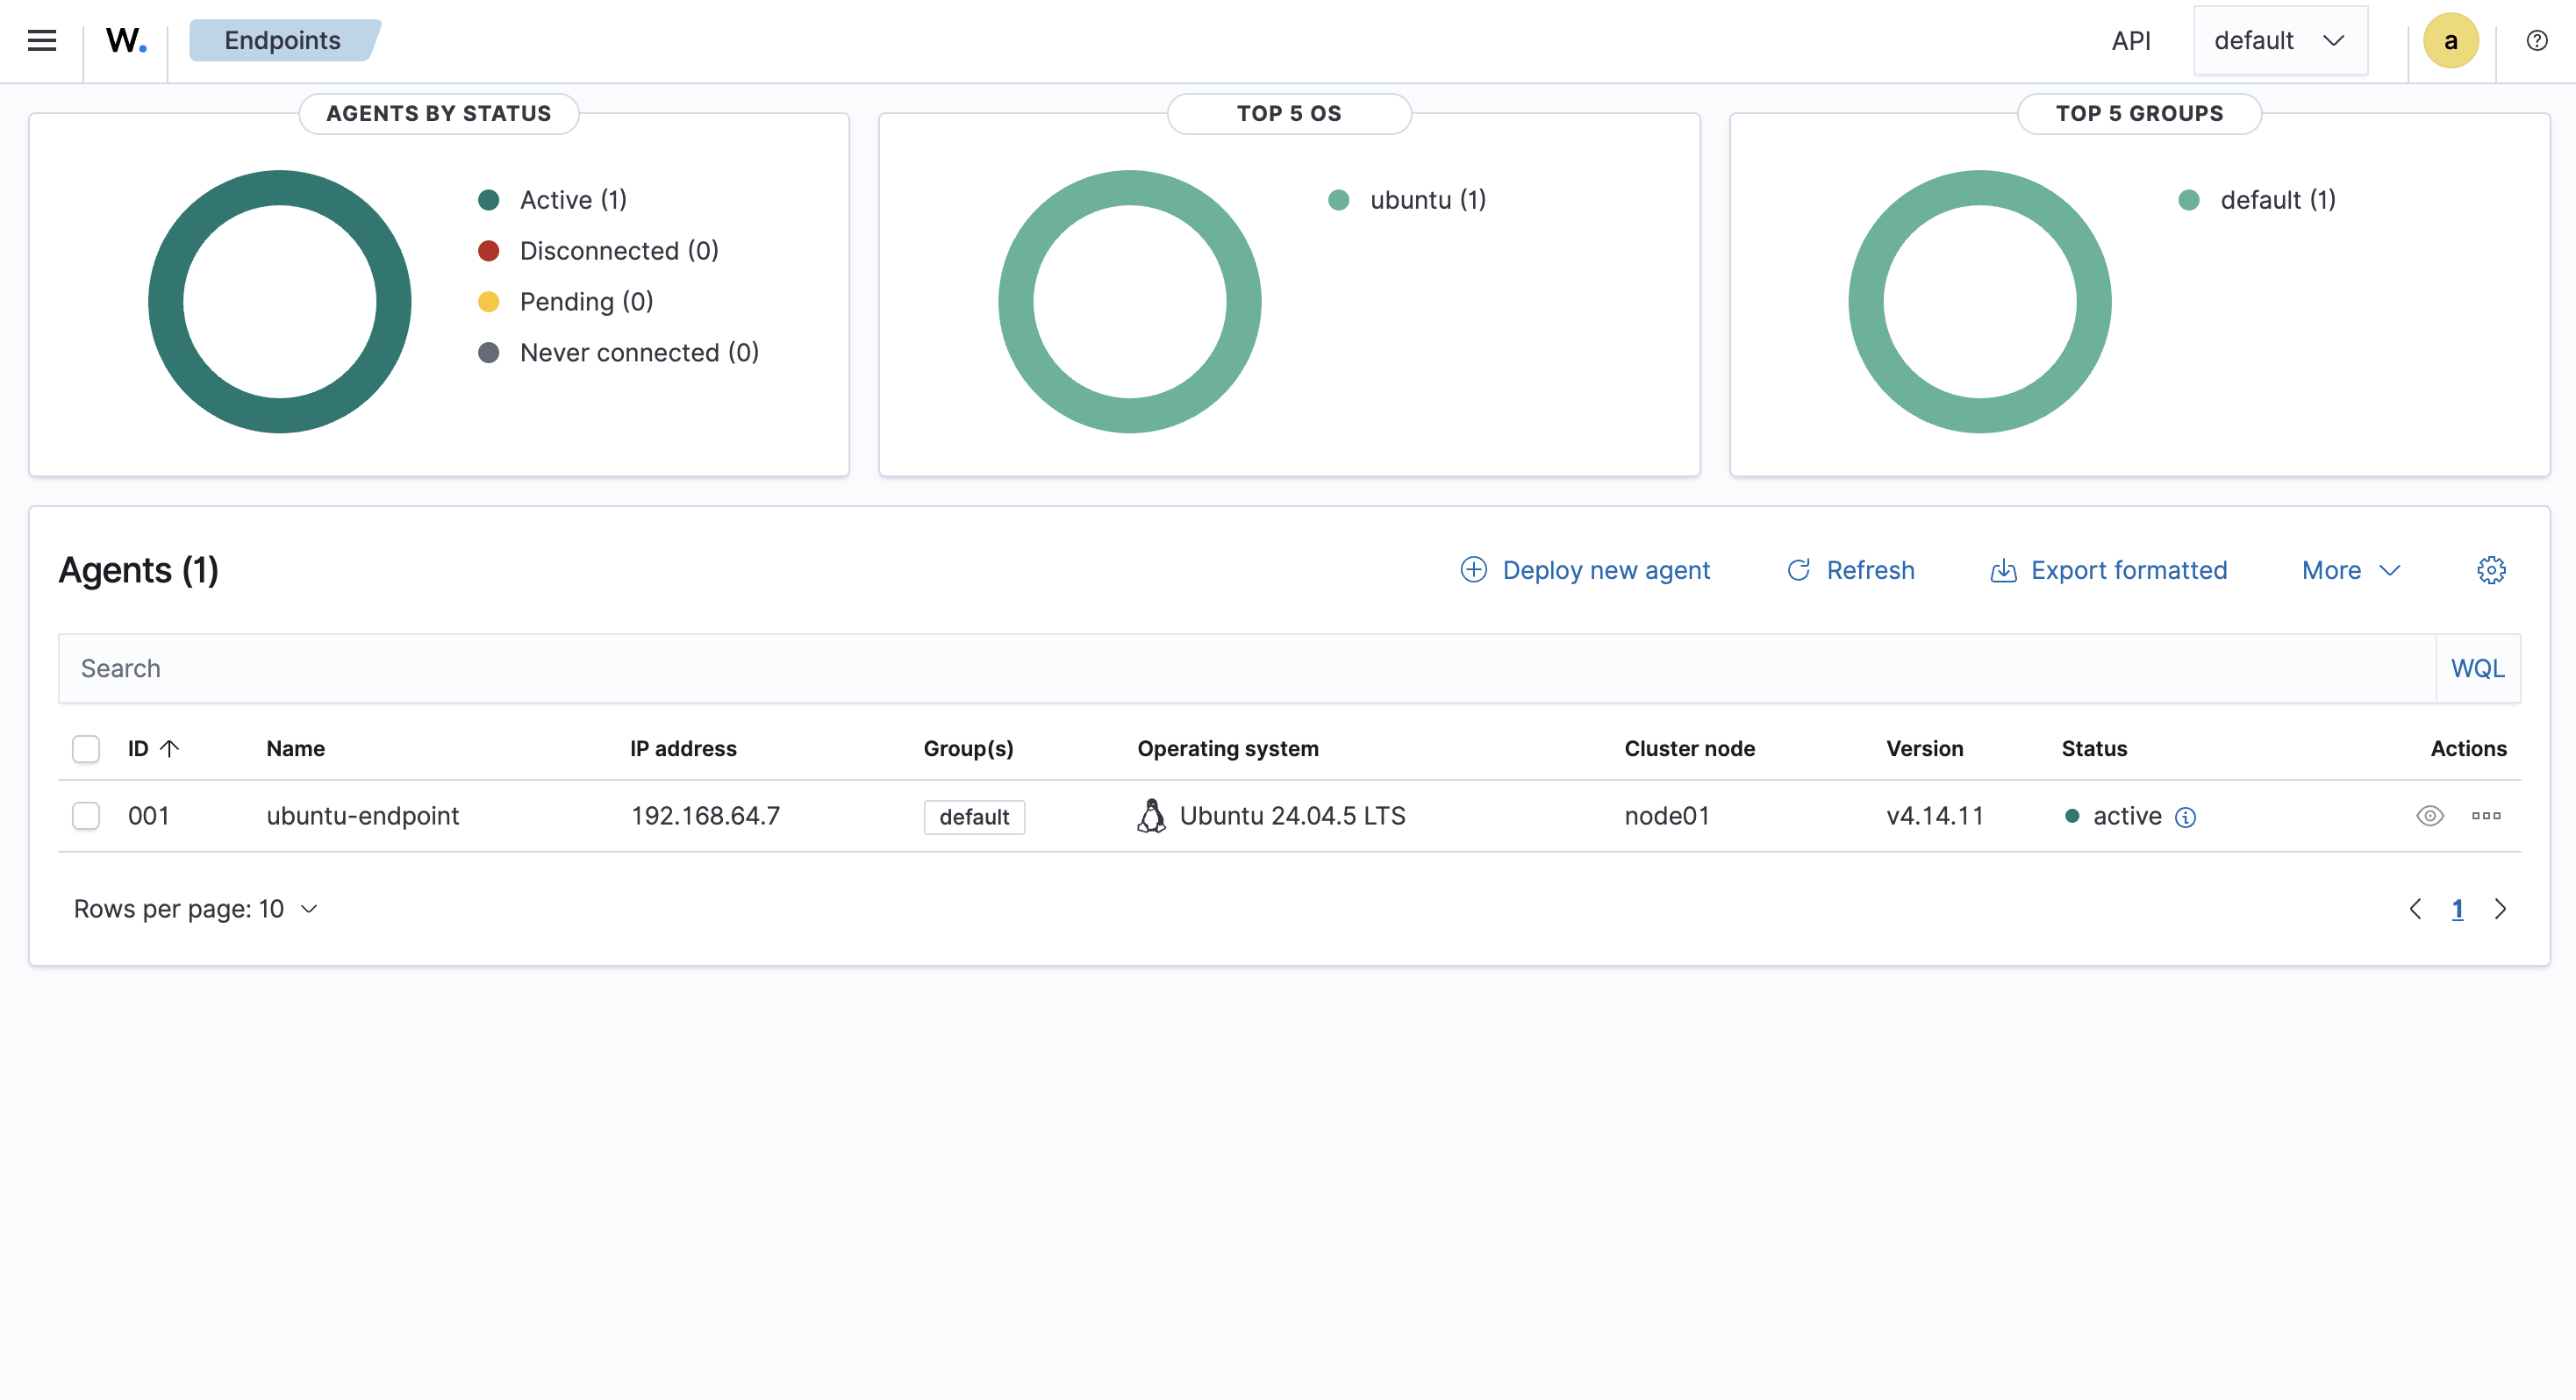 W. Endpoints API default a
AGENTS BY STATUS
Active (1)
Disconnected (0)
Pending (0)
Never connected (0)
TOP 5 OS
ubuntu (1)
TOP 5 GROUPS
default (1)
Agents (1) Deploy new agent Refresh Export formatted More
Search WQL
ID Name IP address Group(s) Operating system Cluster node Version Status Actions
001 ubuntu-endpoint 192.168.64.7 default Ubuntu 24.04.5 LTS node01 v4.14.11 active
Rows per page: 10 1